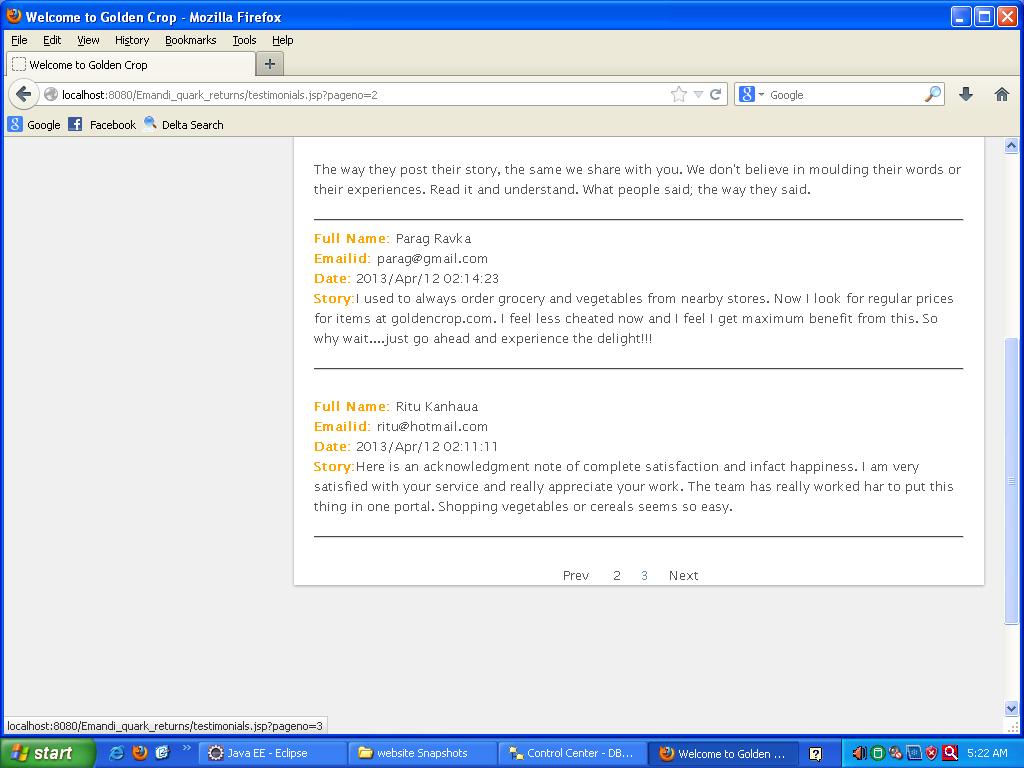 Welcome to Golden Crop - Mozilla Firefox
File Edit View History Bookmarks Tools Help
Welcome to Golden Crop
localhost:8080/Emandi_quark_returns/testimonials.jsp?pageno=2
Google
Google Facebook Delta Search
The way they post their story, the same we share with you. We don't believe in moulding their words or
their experiences. Read it and understand. What people said; the way they said.
Full Name: Parag Ravka
Emailid: parag@gmail.com
Date: 2013/Apr/12 02:14:23
Story:I used to always order grocery and vegetables from nearby stores. Now I look for regular prices
for items at goldencrop.com. I feel less cheated now and I feel I get maximum benefit from this. So
why wait....just go ahead and experience the delight!!!
Full Name: Ritu Kanhaua
Emailid: ritu@hotmail.com
Date: 2013/Apr/12 02:11:11
Story:Here is an acknowledgment note of complete satisfaction and infact happiness. I am very
satisfied with your service and really appreciate your work. The team has really worked har to put this
thing in one portal. Shopping vegetables or cereals seems so easy.
Prev 2 3 Next
localhost:8080/Emandi_quark_returns/testimonials.jsp?pageno=3
start Java EE - Eclipse website Snapshots Control Center - DB... Welcome to Golden ... 5:22 AM